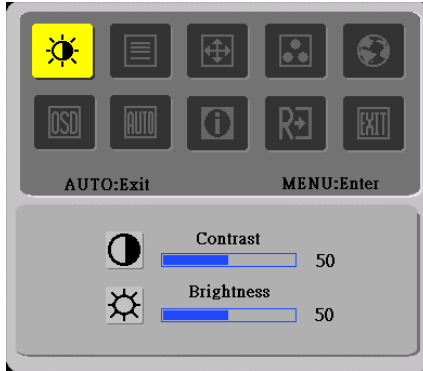 OSD AUTO i R EXIT
AUTO:Exit MENU:Enter
Contrast
50
Brightness
50